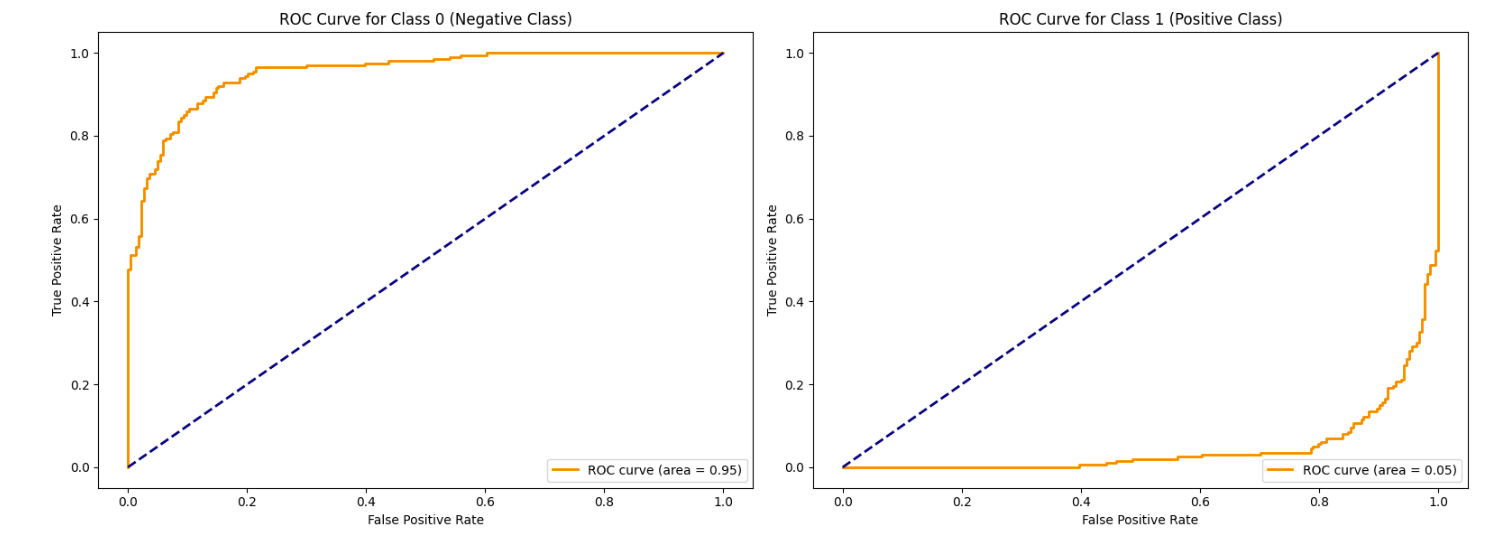 ROC Curve for Class 0 (Negative Class)
1.0
0.8
0.6
0.4
0.2
0.0
True Positive Rate
0.0 0.2 0.4 0.6 0.8 1.0
False Positive Rate
ROC curve (area = 0.95)
ROC Curve for Class 1 (Positive Class)
1.0
0.8
0.6
0.4
0.2
0.0
True Positive Rate
0.0 0.2 0.4 0.6 0.8 1.0
False Positive Rate
ROC curve (area = 0.05)